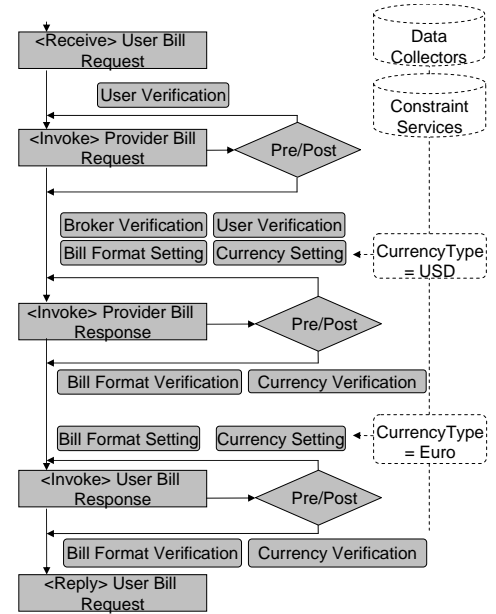 <Receive> User Bill
Request
Data
Collectors
User Verification
Constraint
Services
<Invoke> Provider Bill
Request
Pre/Post
Broker Verification
User Verification
Bill Format Setting
Currency Setting
CurrencyType
= USD
<Invoke> Provider Bill
Response
Pre/Post
Bill Format Verification
Currency Verification
Bill Format Setting
Currency Setting
CurrencyType
= Euro
<Invoke> User Bill
Response
Pre/Post
Bill Format Verification
Currency Verification
<Reply> User Bill
Request